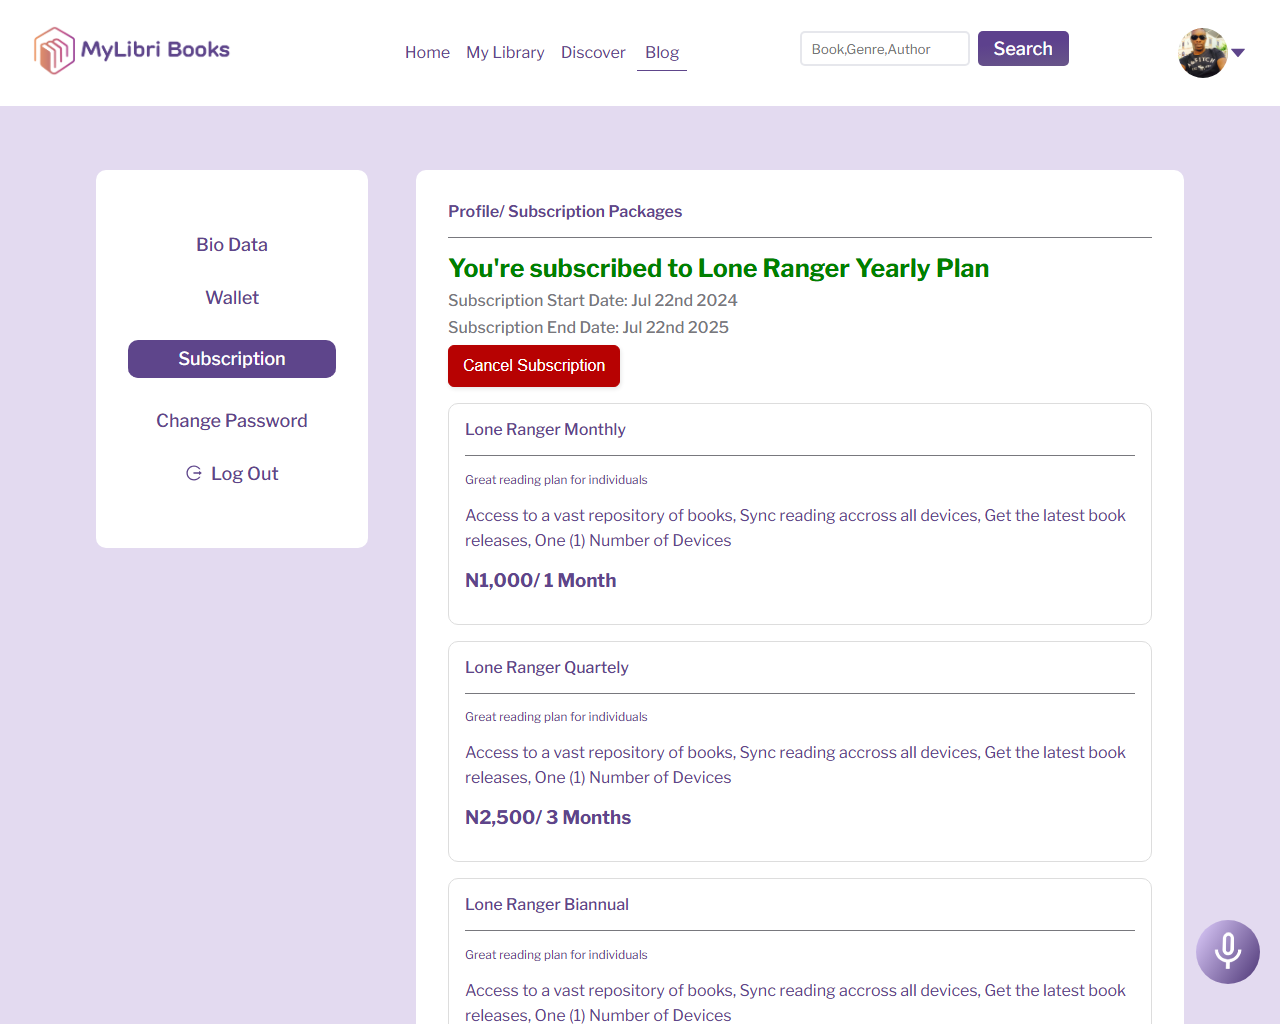 MyLibri Books
Home My Library Discover Blog
Book,Genre,Author
Search
Bio Data
Wallet
Subscription
Change Password
Log Out
Profile/ Subscription Packages
You're subscribed to Lone Ranger Yearly Plan
Subscription Start Date: Jul 22nd 2024
Subscription End Date: Jul 22nd 2025
Cancel Subscription
Lone Ranger Monthly
Great reading plan for individuals
Access to a vast repository of books, Sync reading accross all devices, Get the latest book
releases, One (1) Number of Devices
N1,000/ 1 Month
Lone Ranger Quartely
Great reading plan for individuals
Access to a vast repository of books, Sync reading accross all devices, Get the latest book
releases, One (1) Number of Devices
N2,500/ 3 Months
Lone Ranger Biannual
Great reading plan for individuals
Access to a vast repository of books, Sync reading accross all devices, Get the latest book
releases, One (1) Number of Devices